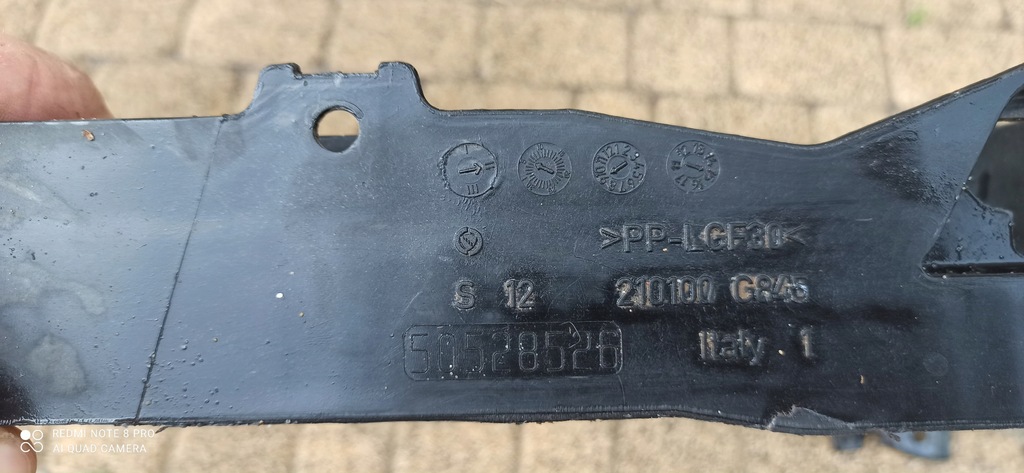 >PP-LGF30<
S 12 210100 GR45
50528526
Italy 1
REDMI NOTE 8 PRO
AI QUAD CAMERA